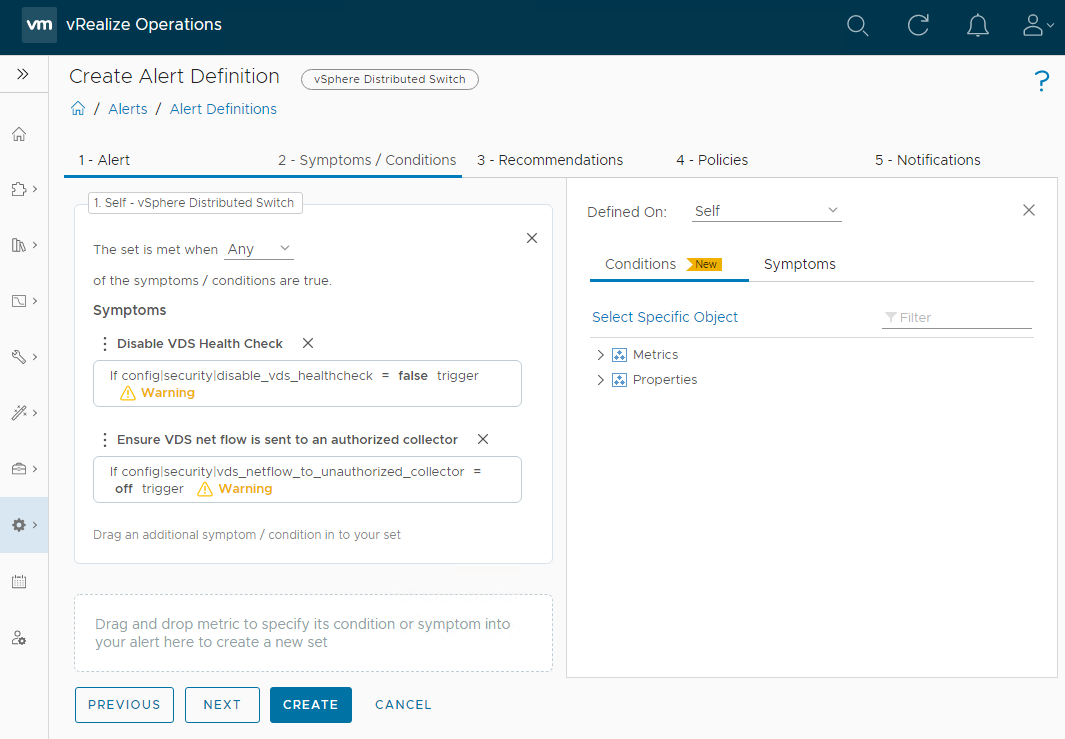 vm vRealize Operations
Create Alert Definition vSphere Distributed Switch
?
/ Alerts / Alert Definitions
1 - Alert 2 - Symptoms / Conditions 3 - Recommendations 4 - Policies 5 - Notifications
1. Self - vSphere Distributed Switch
The set is met when Any
of the symptoms / conditions are true.
Symptoms
Disable VDS Health Check
If config|security|disable_vds_healthcheck = false trigger
Warning
Ensure VDS net flow is sent to an authorized collector
If config|security|vds_netflow_to_unauthorized_collector =
off trigger Warning
Drag an additional symptom / condition in to your set
Drag and drop metric to specify its condition or symptom into
your alert here to create a new set
Defined On: Self
Conditions New Symptoms
Select Specific Object Filter
Metrics
Properties
PREVIOUS NEXT CREATE CANCEL